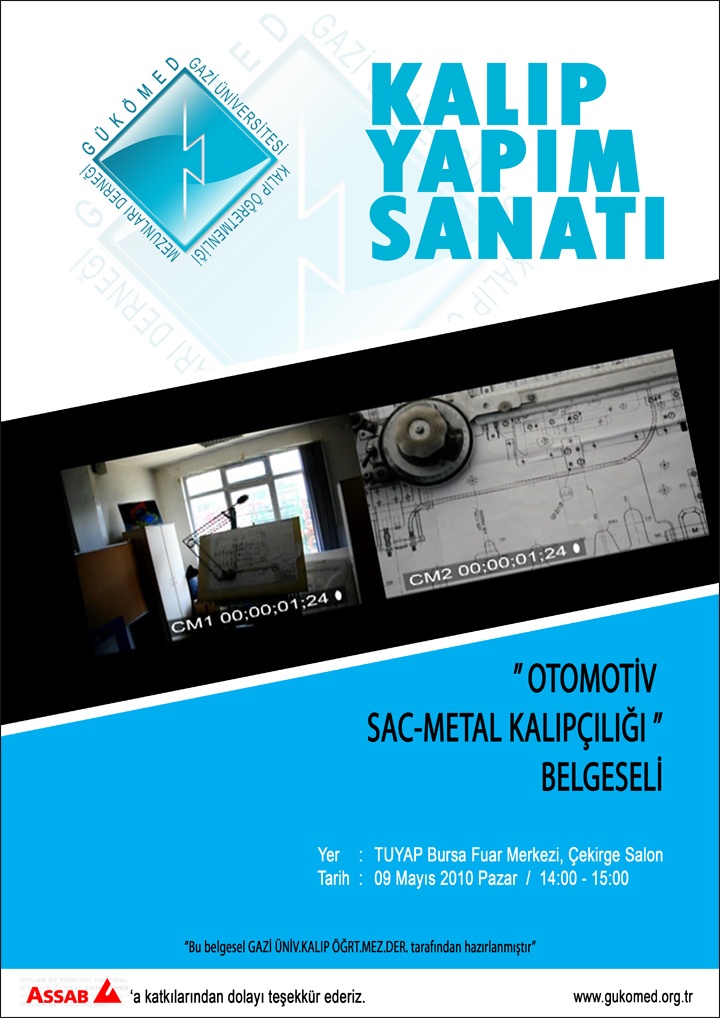 GÜKÖMED
GAZİ ÜNİVERSİTESİ
KALIP ÖĞRETMENLİĞİ
MEZUNLARI DERNEĞİ
KALIP
YAPIM
SANATI
CM1 00;00;01;24
CM2 00;00;01;24
" OTOMOTİV
SAC-METAL KALIPÇILIĞI "
BELGESELİ
Yer : TUYAP Bursa Fuar Merkezi, Çekirge Salon
Tarih : 09 Mayıs 2010 Pazar / 14:00 - 15:00
"Bu belgesel GAZİ ÜNİV.KALIP ÖĞRT.MEZ.DER. tarafından hazırlanmıştır"
ASSAB 'a katkılarından dolayı teşekkür ederiz.
www.gukomed.org.tr